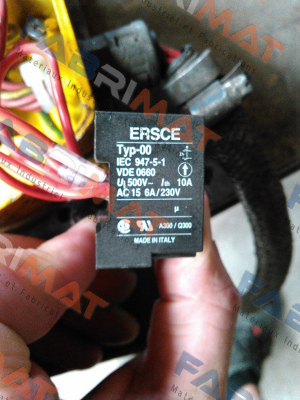 ERSCE
Typ-00
IEC 947-5-1
VDE 0660
Ui 500V~ Ith 10A
AC 15 6A/230V
µ
A300 / Q300
MADE IN ITALY
FABRIMAT